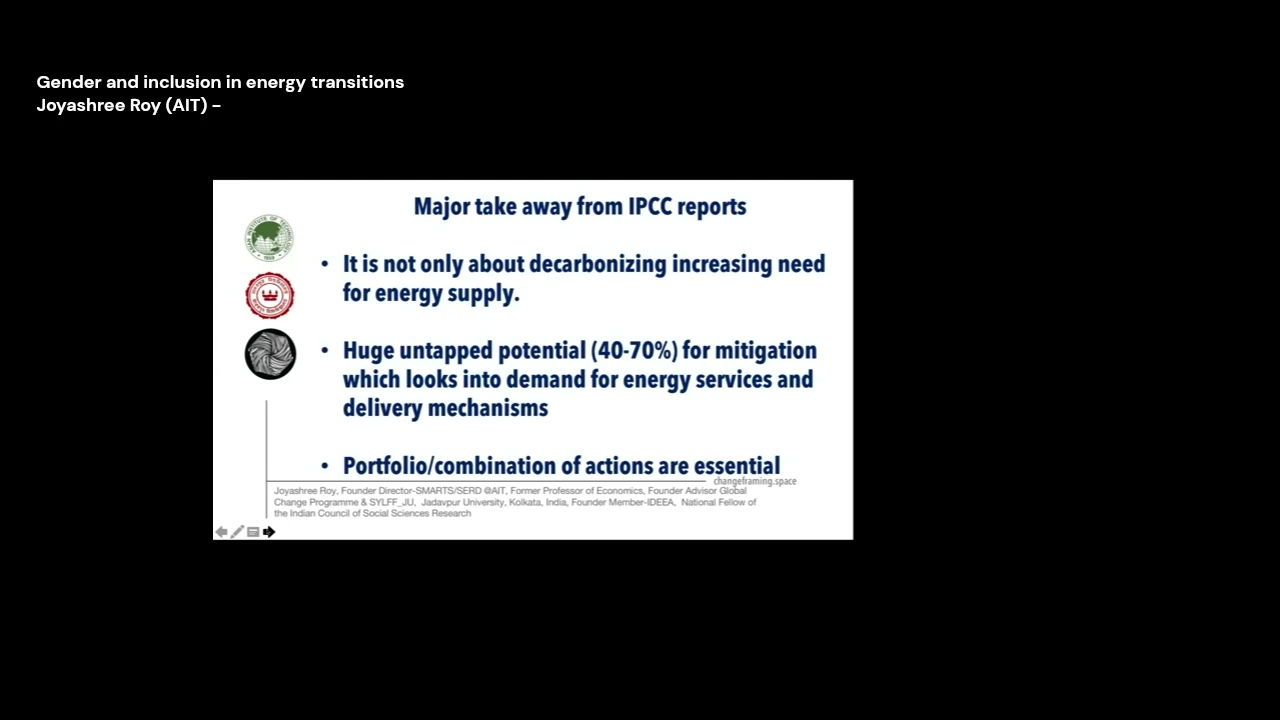 Gender and inclusion in energy transitions
Joyashree Roy (AIT) –
Major take away from IPCC reports
• It is not only about decarbonizing increasing need
for energy supply.
• Huge untapped potential (40-70%) for mitigation
which looks into demand for energy services and
delivery mechanisms
• Portfolio/combination of actions are essential
changeframing.space
Joyashree Roy, Founder Director-SMARTS/SERD @AIT, Former Professor of Economics, Founder Advisor Global
Change Programme & SYLFF_JU, Jadavpur University, Kolkata, India, Founder Member-IDEEA, National Fellow of
the Indian Council of Social Sciences Research